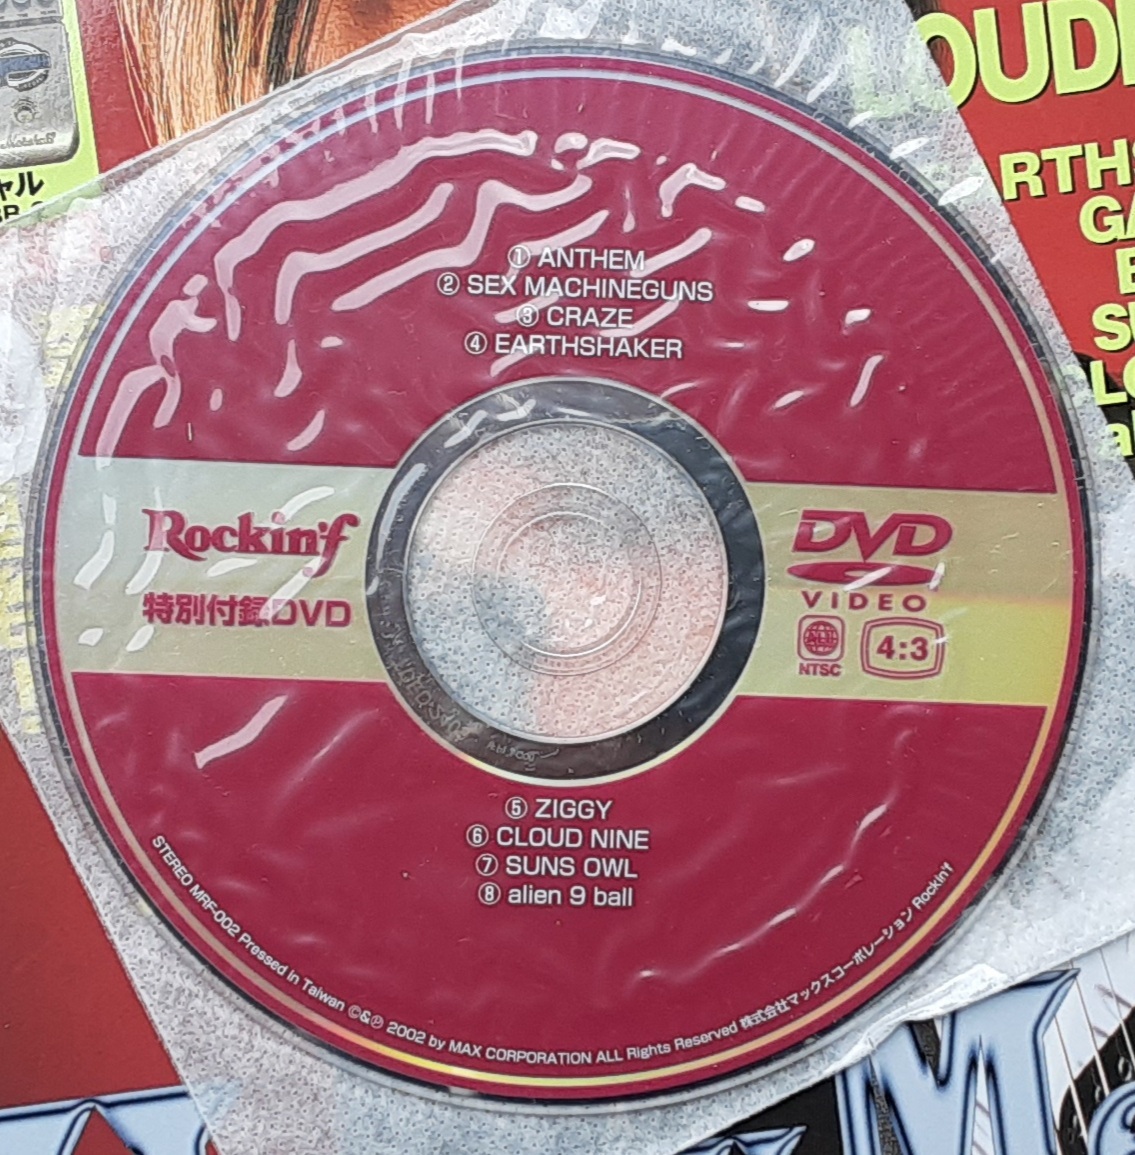 OUD
ャル
RTH
GA
① ANTHEM
② SEX MACHINEGUNS
③ CRAZE
④ EARTHSHAKER
Rockin'f
特別付録DVD
DVD
VIDEO
NTSC
4:3
⑤ ZIGGY
⑥ CLOUD NINE
⑦ SUNS OWL
⑧ alien 9 ball
STEREO MRF-002 Pressed in Taiwan ©&℗ 2002 by MAX CORPORATION ALL Rights Reserved 株式会社マックスコーポレーション Rockin'f